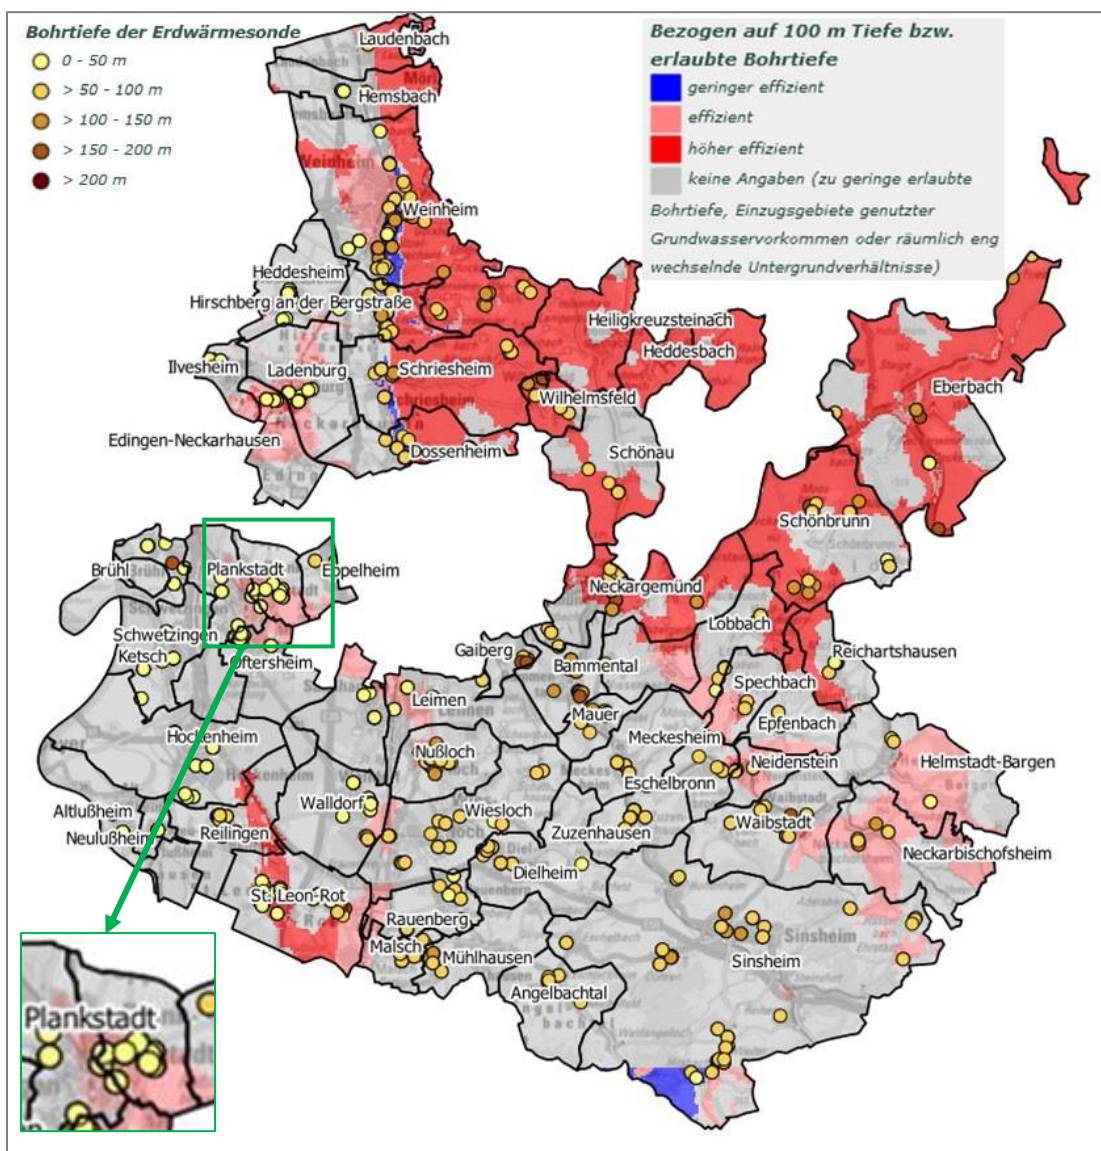 Bohrtiefe der Erdwärmesonde
0 - 50 m
> 50 - 100 m
> 100 - 150 m
> 150 - 200 m
> 200 m
Bezogen auf 100 m Tiefe bzw.
erlaubte Bohrtiefe
geringer effizient
effizient
höher effizient
keine Angaben (zu geringe erlaubte
Bohrtiefe, Einzugsgebiete genutzter
Grundwasservorkommen oder räumlich eng
wechselnde Untergrundverhältnisse)
Laudenbach
Hemsbach
Weinheim
Weinheim
Heddesheim
Hirschberg an der Bergstraße
Heiligkreuzsteinach
Heddesbach
Ilvesheim
Ladenburg
Schriesheim
Wilhelmsfeld
Eberbach
Edingen-Neckarhausen
Dossenheim
Schönau
Schönbrunn
Brühl
Plankstadt
Eppelheim
Neckargemünd
Lobbach
Schwetzingen
Ketsch
Oftersheim
Gaiberg
Bammental
Reichartshausen
Spechbach
Leimen
Mauer
Epfenbach
Hockenheim
Nußloch
Meckesheim
Neidenstein
Helmstadt-Bargen
Eschelbronn
Altlußheim
Walldorf
Wiesloch
Neulußheim
Reilingen
Zuzenhausen
Waibstadt
Neckarbischofsheim
Dielheim
St. Leon-Rot
Rauenberg
Malsch
Mühlhausen
Sinsheim
Sinsheim
Angelbachtal
Plankstadt